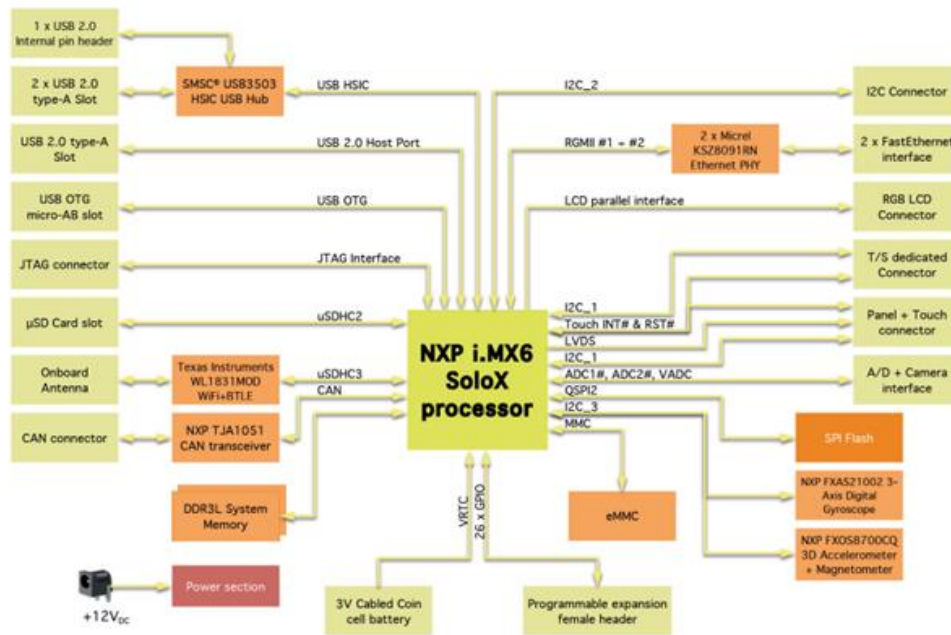 1 x USB 2.0
Internal pin header
2 x USB 2.0
type-A Slot
SMSC® USB3503
HSIC USB Hub
USB HSIC
USB 2.0 type-A
Slot
USB 2.0 Host Port
USB OTG
micro-AB slot
USB OTG
JTAG connector
JTAG Interface
µSD Card slot
uSDHC2
Onboard
Antenna
Texas Instruments
WL1831MOD
WiFi+BTLE
uSDHC3
CAN
CAN connector
NXP TJA1051
CAN transceiver
DDR3L System
Memory
+12VDC
Power section
NXP i.MX6
SoloX
processor
VRTC
26 x GPIO
3V Cabled Coin
cell battery
Programmable expansion
female header
I2C_2
I2C Connector
RGMII #1 ÷ #2
2 x Micrel
KSZ8091RN
Ethernet PHY
2 x FastEthernet
interface
LCD parallel interface
RGB LCD
Connector
I2C_1
T/S dedicated
Connector
Touch INT# & RST#
LVDS
Panel + Touch
connector
I2C_1
ADC1#, ADC2#, VADC
A/D + Camera
interface
QSPI2
SPI Flash
I2C_3
NXP FXAS21002 3-
Axis Digital
Gyroscope
NXP FXOS8700CQ
3D Accelerometer
+ Magnetometer
MMC
eMMC